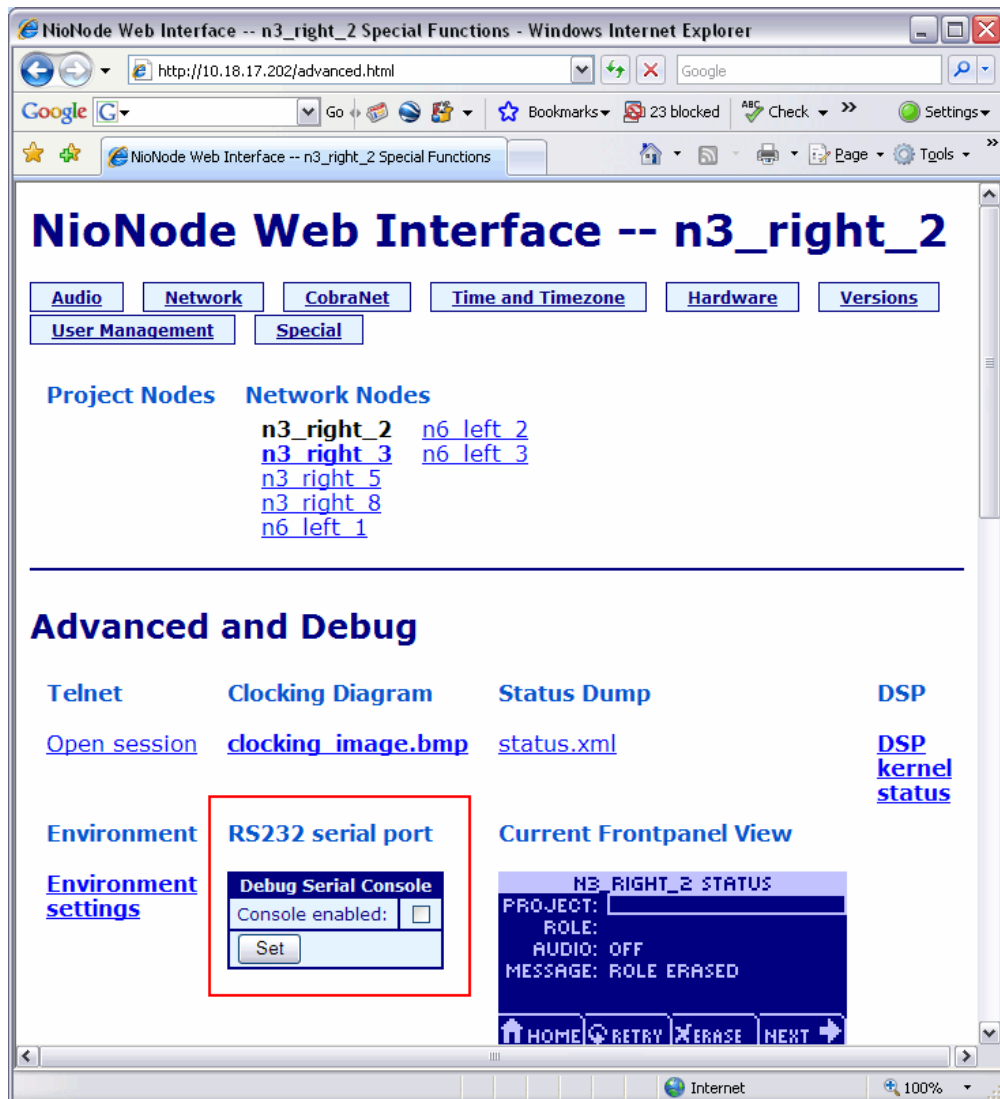 NioNode Web Interface -- n3_right_2 Special Functions - Windows Internet Explorer
http://10.18.17.202/advanced.html
Google
Google G Go Bookmarks 23 blocked ABC Check » Settings
NioNode Web Interface -- n3_right_2 Special Functions Page Tools »
NioNode Web Interface -- n3_right_2
Audio Network CobraNet Time and Timezone Hardware Versions
User Management Special
Project Nodes Network Nodes
n3_right_2 n6_left_2
n3_right_3 n6_left_3
n3_right_5
n3_right_8
n6_left_1
Advanced and Debug
Telnet Clocking Diagram Status Dump DSP
Open session clocking_image.bmp status.xml DSP
kernel
status
Environment RS232 serial port Current Frontpanel View
Environment
settings
Debug Serial Console
Console enabled:
Set
N3_RIGHT_2 STATUS
PROJECT:
ROLE:
AUDIO: OFF
MESSAGE: ROLE ERASED
HOME RETRY ERASE NEXT
Internet 100%